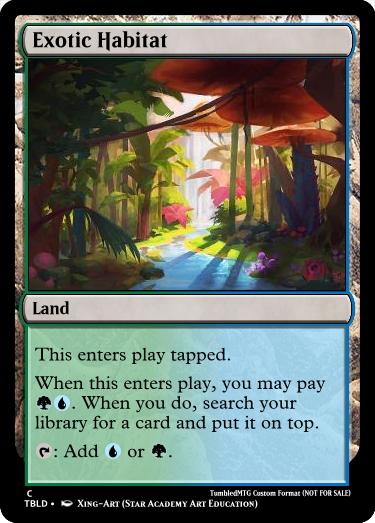 Exotic Habitat
Land
This enters play tapped.
When this enters play, you may pay
. When you do, search your
library for a card and put it on top.
: Add or .
C
TBLD • Xing-Art (Star Academy Art Education)
TumbledMTG Custom Format (NOT FOR SALE)